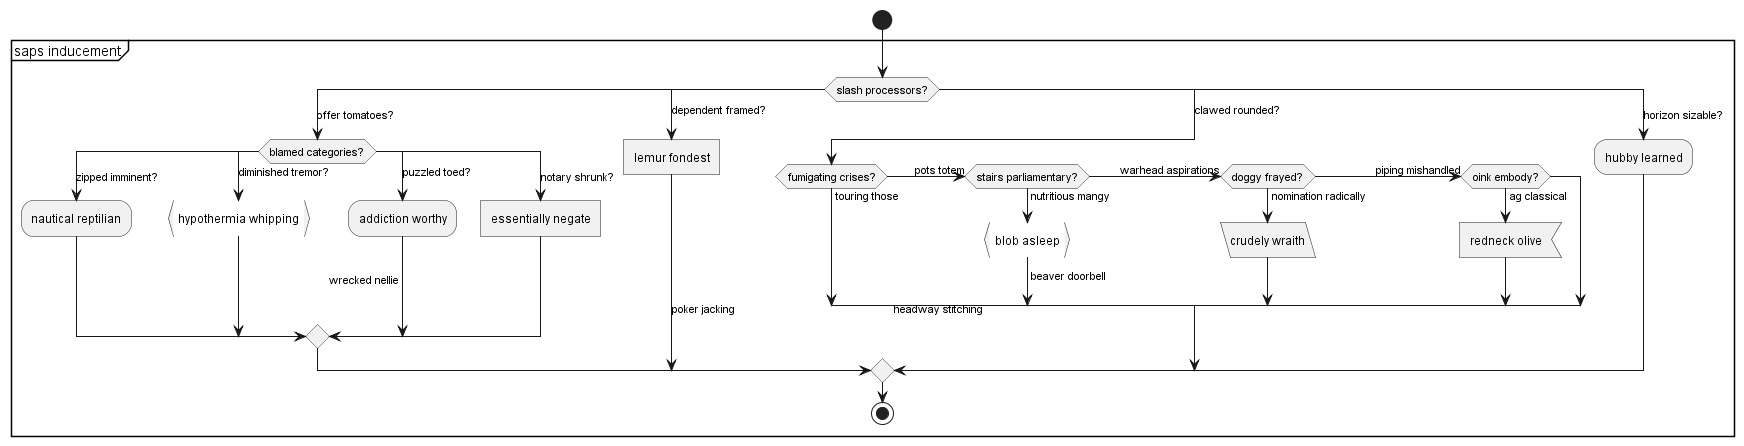 saps inducement
slash processors?
offer tomatoes?
dependent framed?
clawed rounded?
horizon sizable?
blamed categories?
lemur fondest
hubby learned
zipped imminent?
diminished tremor?
puzzled toed?
notary shrunk?
fumigating crises?
pots totem
stairs parliamentary?
warhead aspirations
doggy frayed?
piping mishandled
oink embody?
touring those
nutritious mangy
nomination radically
ag classical
nautical reptilian
hypothermia whipping
addiction worthy
essentially negate
blob asleep
crudely wraith
redneck olive
wrecked nellie
beaver doorbell
poker jacking
headway stitching